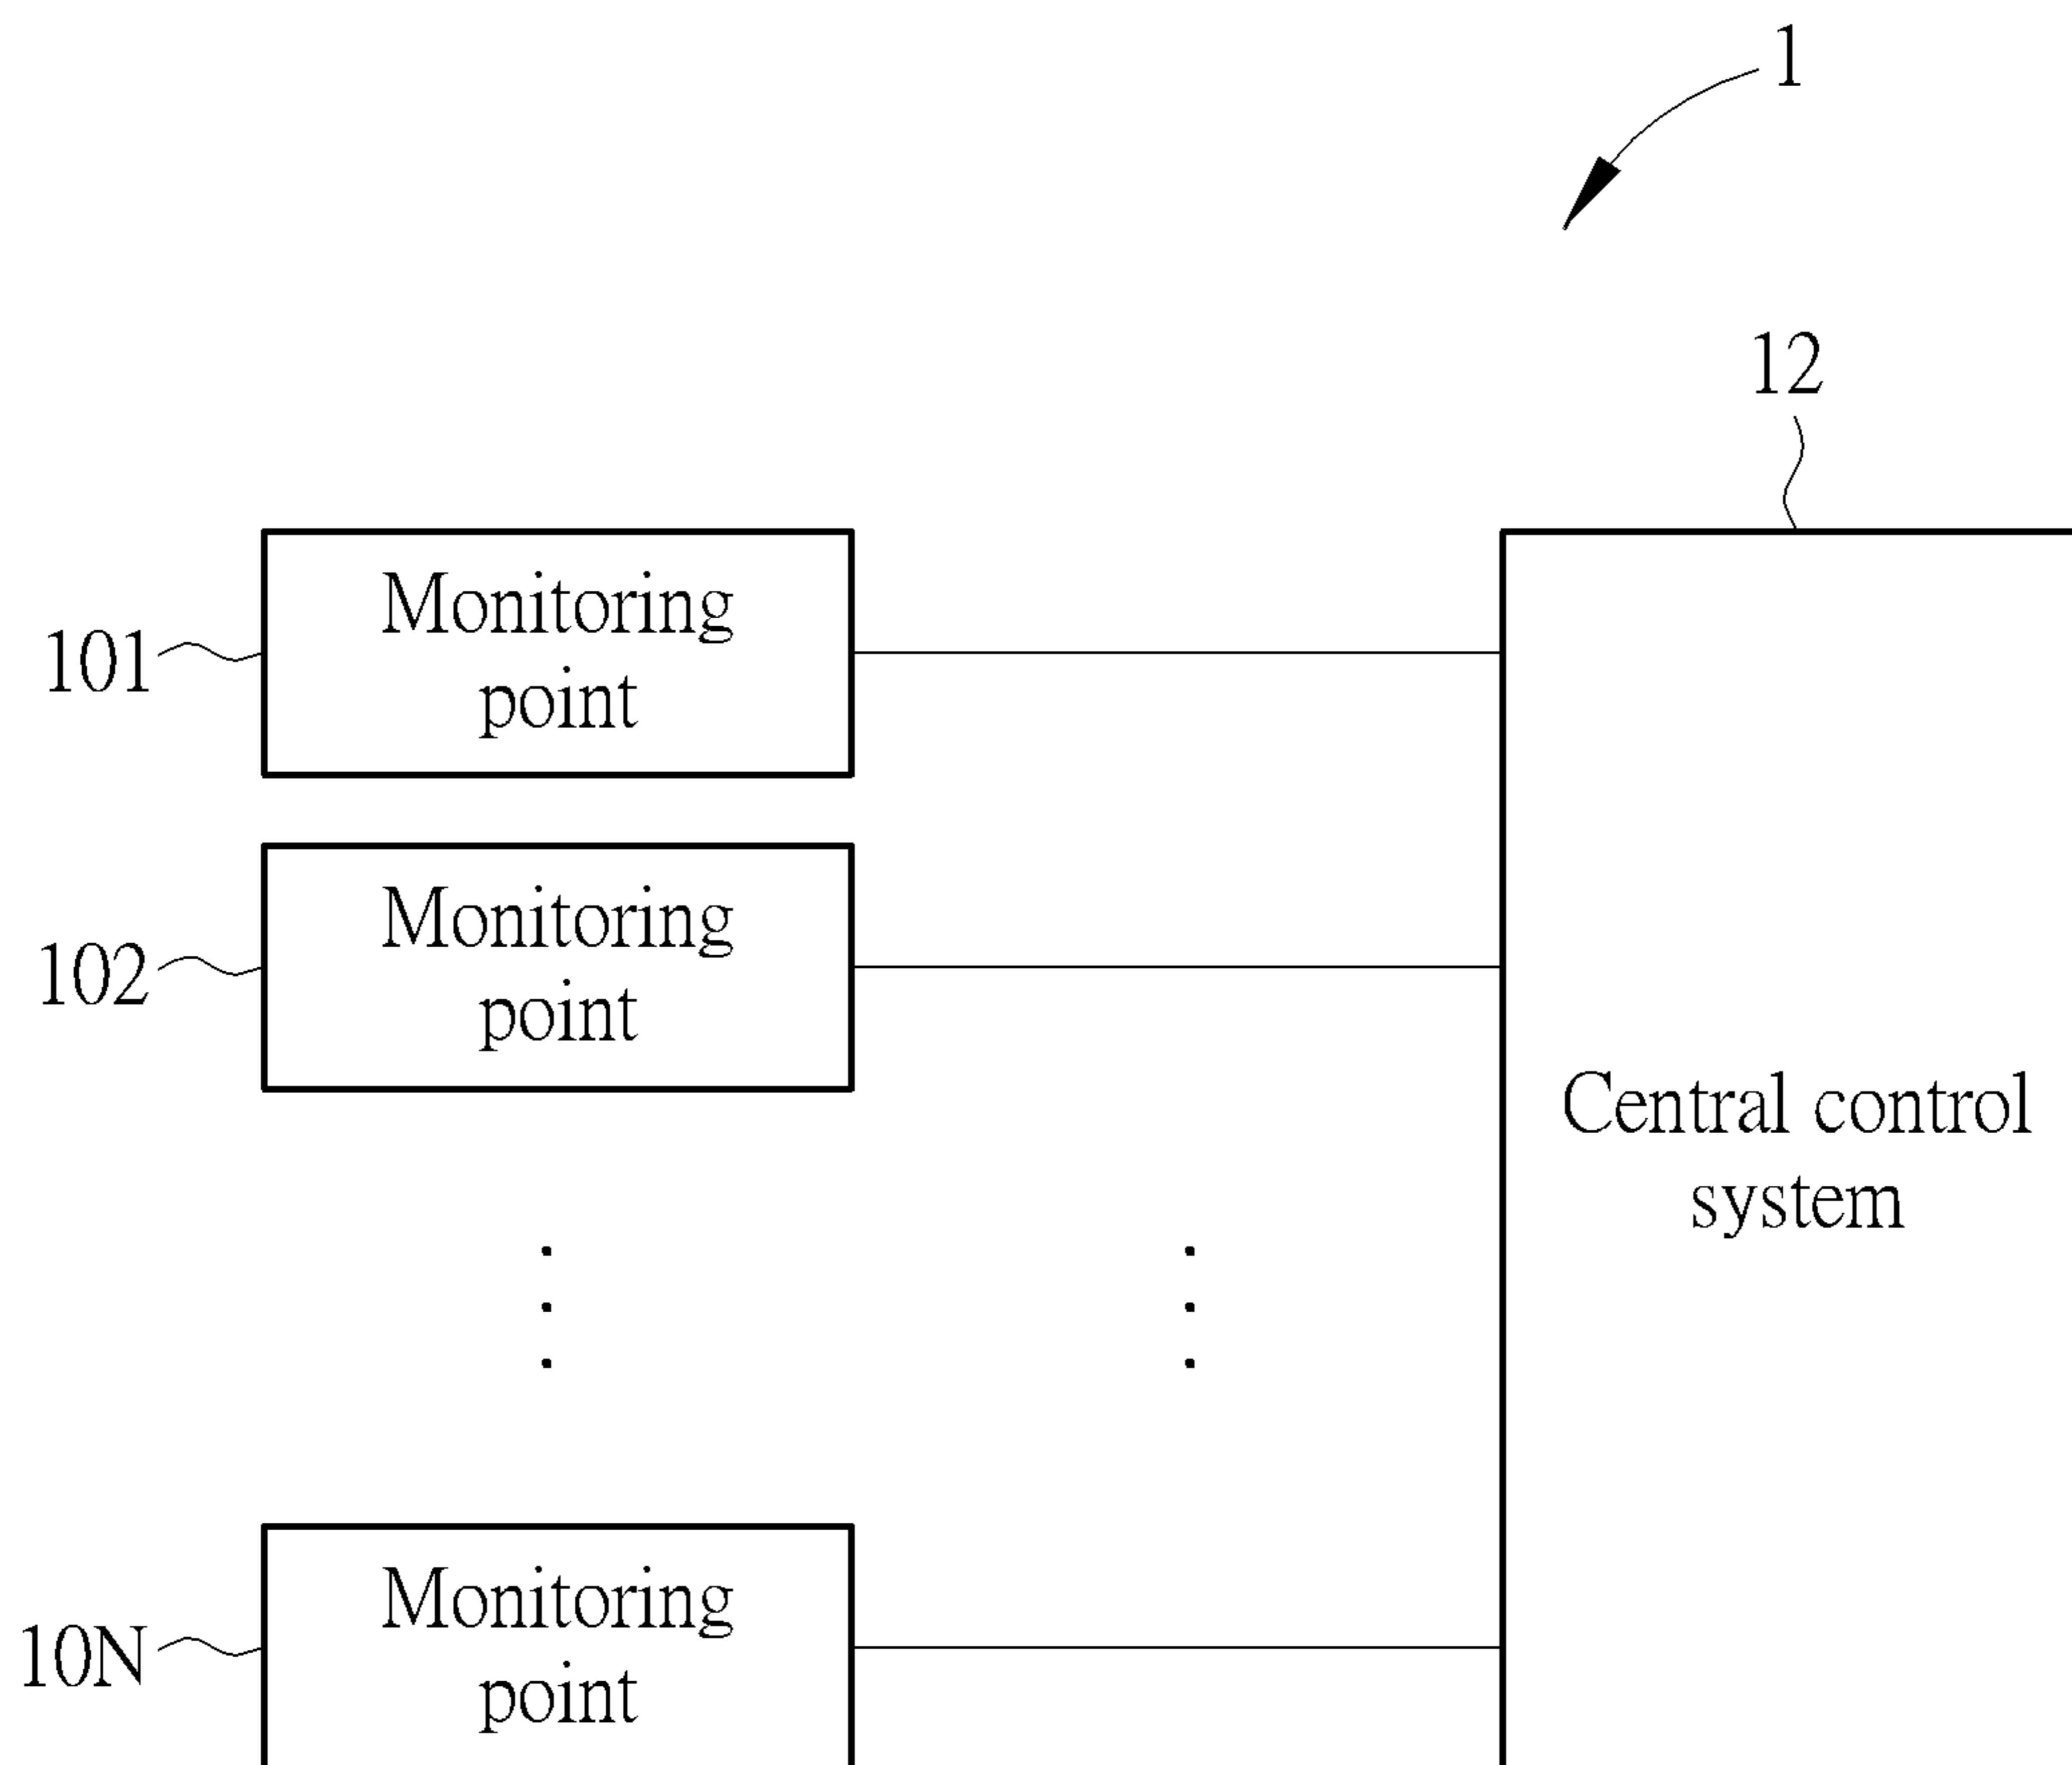 1
12
Monitoring
point
101
Monitoring
point
102
Central control
system
Monitoring
point
10N